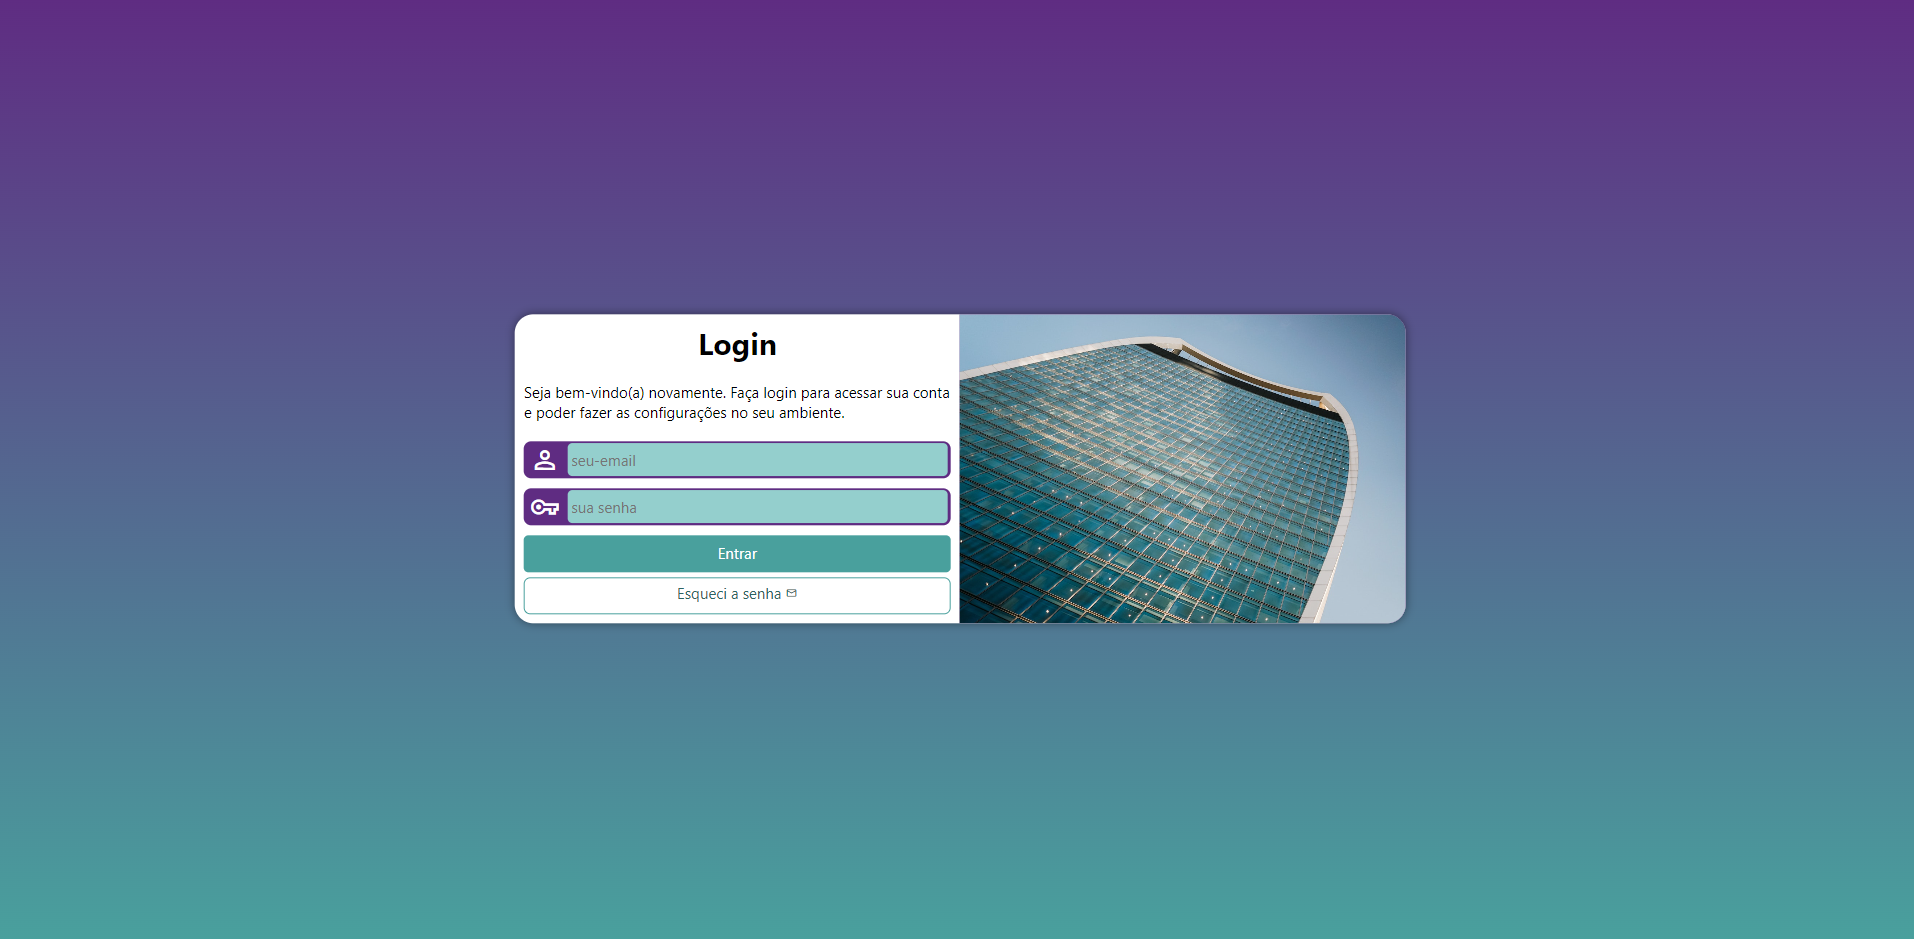 Login
Seja bem-vindo(a) novamente. Faça login para acessar sua conta
e poder fazer as configurações no seu ambiente.
seu-email
sua senha
Entrar
Esqueci a senha